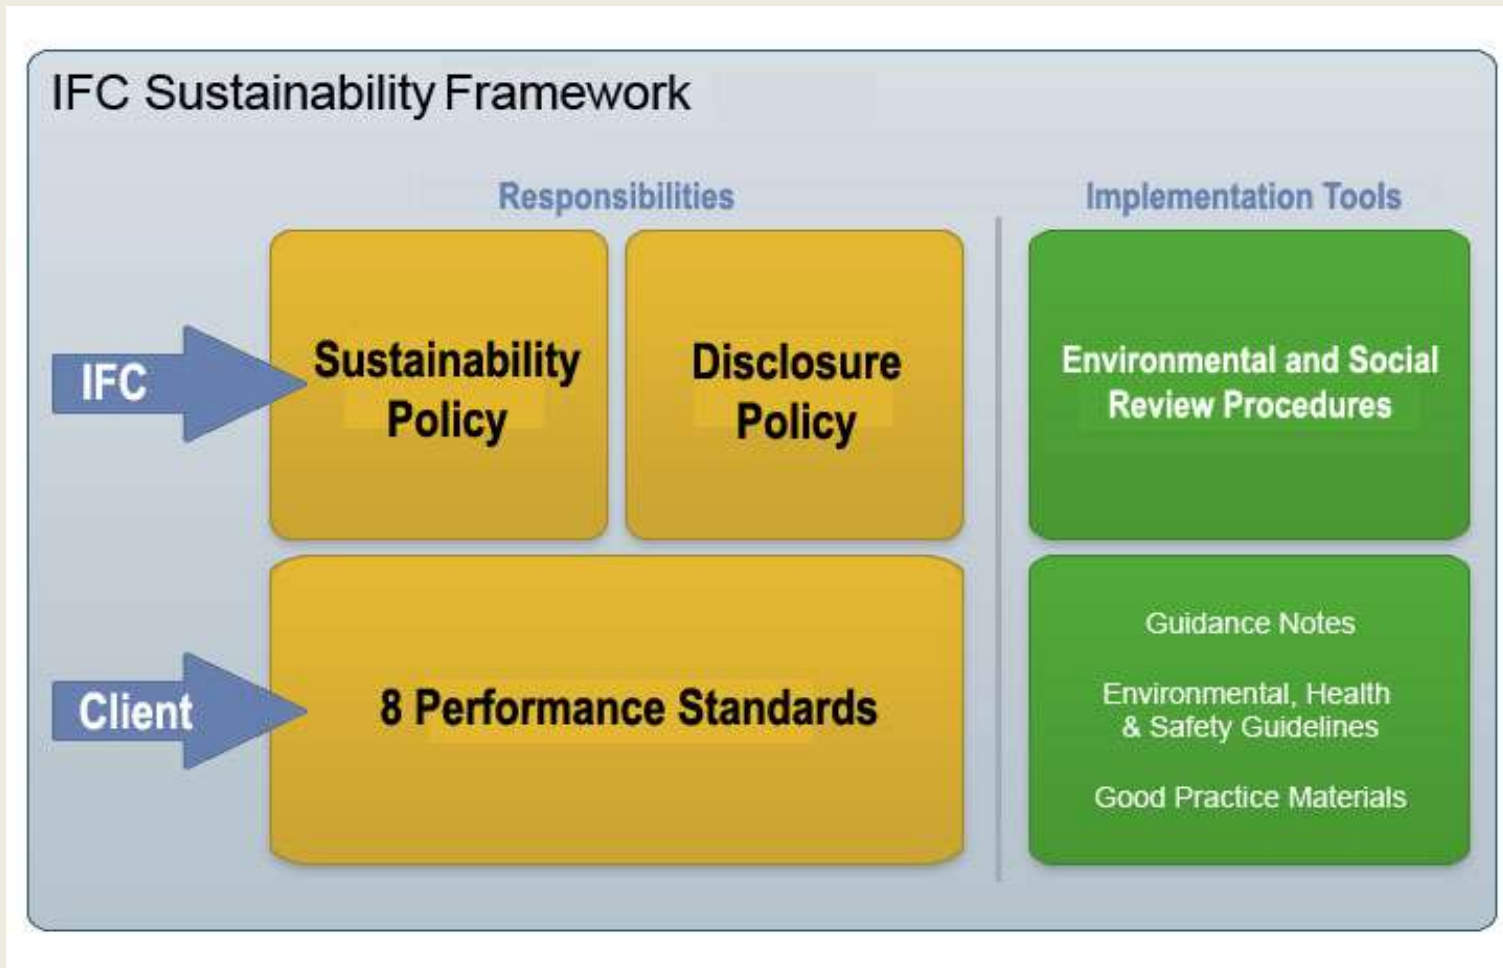 IFC Sustainability Framework
Responsibilities
Implementation Tools
IFC
Sustainability
Policy
Disclosure
Policy
Environmental and Social
Review Procedures
Client
8 Performance Standards
Guidance Notes
Environmental, Health
& Safety Guidelines
Good Practice Materials